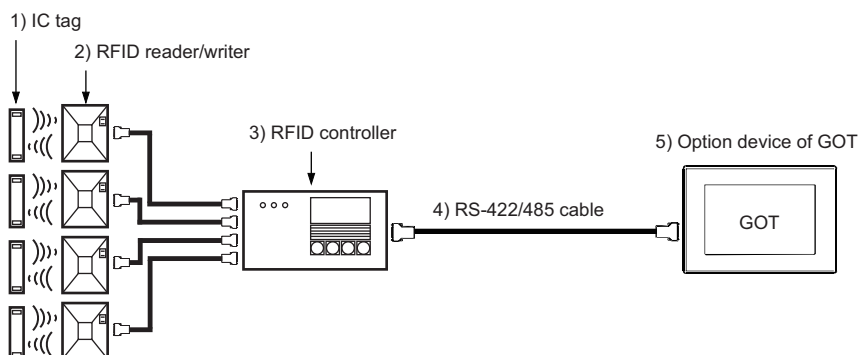 1) IC tag
2) RFID reader/writer
3) RFID controller
5) Option device of GOT
4) RS-422/485 cable
GOT